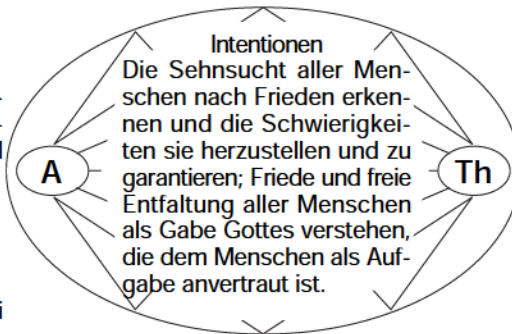 Intentionen
Die Sehnsucht aller Men-
schen nach Frieden erken-
nen und die Schwierigkei-
ten sie herzustellen und zu
garantieren; Friede und freie
Entfaltung aller Menschen
als Gabe Gottes verstehen,
die dem Menschen als Auf-
gabe anvertraut ist.
A
Th